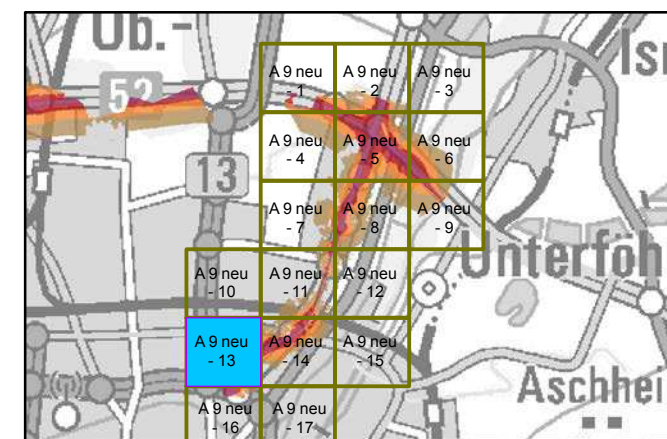 Ob.-
Isr
52
A 9 neu A 9 neu A 9 neu
- 1 - 2 - 3
A 9 neu A 9 neu A 9 neu
- 4 - 5 - 6
13
A 9 neu A 9 neu A 9 neu
- 7 - 8 - 9
Unterföh
A 9 neu A 9 neu A 9 neu
- 10 - 11 - 12
A 9 neu A 9 neu A 9 neu
- 13 - 14 - 15
Aschhei
A 9 neu A 9 neu
- 16 - 17